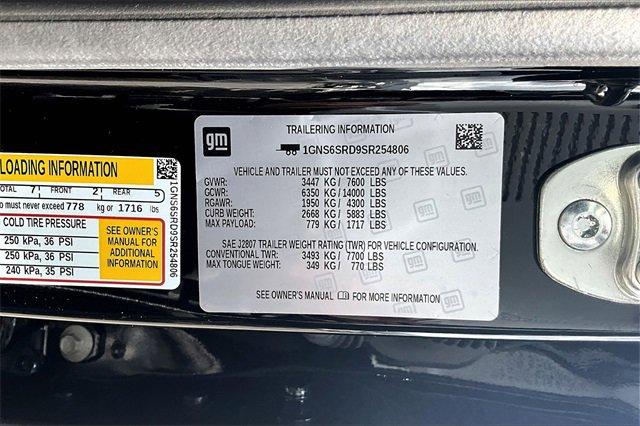 LOADING INFORMATION
TOTAL 7 FRONT 2 REAR 5
must never exceed 778 kg or 1716 lbs
COLD TIRE PRESSURE
250 kPa, 36 PSI
250 kPa, 36 PSI
240 kPa, 35 PSI
SEE OWNER'S
MANUAL FOR
ADDITIONAL
INFORMATION
1GNS6SRD9SR254806
gm
TRAILERING INFORMATION
1GNS6SRD9SR254806
VEHICLE AND TRAILER MUST NOT EXCEED ANY OF THESE VALUES.
GVWR: 3447 KG / 7600 LBS
GCWR: 6350 KG / 14000 LBS
RGAWR: 1950 KG / 4300 LBS
CURB WEIGHT: 2668 KG / 5883 LBS
MAX PAYLOAD: 779 KG / 1717 LBS
SAE J2807 TRAILER WEIGHT RATING (TWR) FOR VEHICLE CONFIGURATION.
CONVENTIONAL TWR: 3493 KG / 7700 LBS
MAX TONGUE WEIGHT: 349 KG / 770 LBS
SEE OWNER'S MANUAL FOR MORE INFORMATION